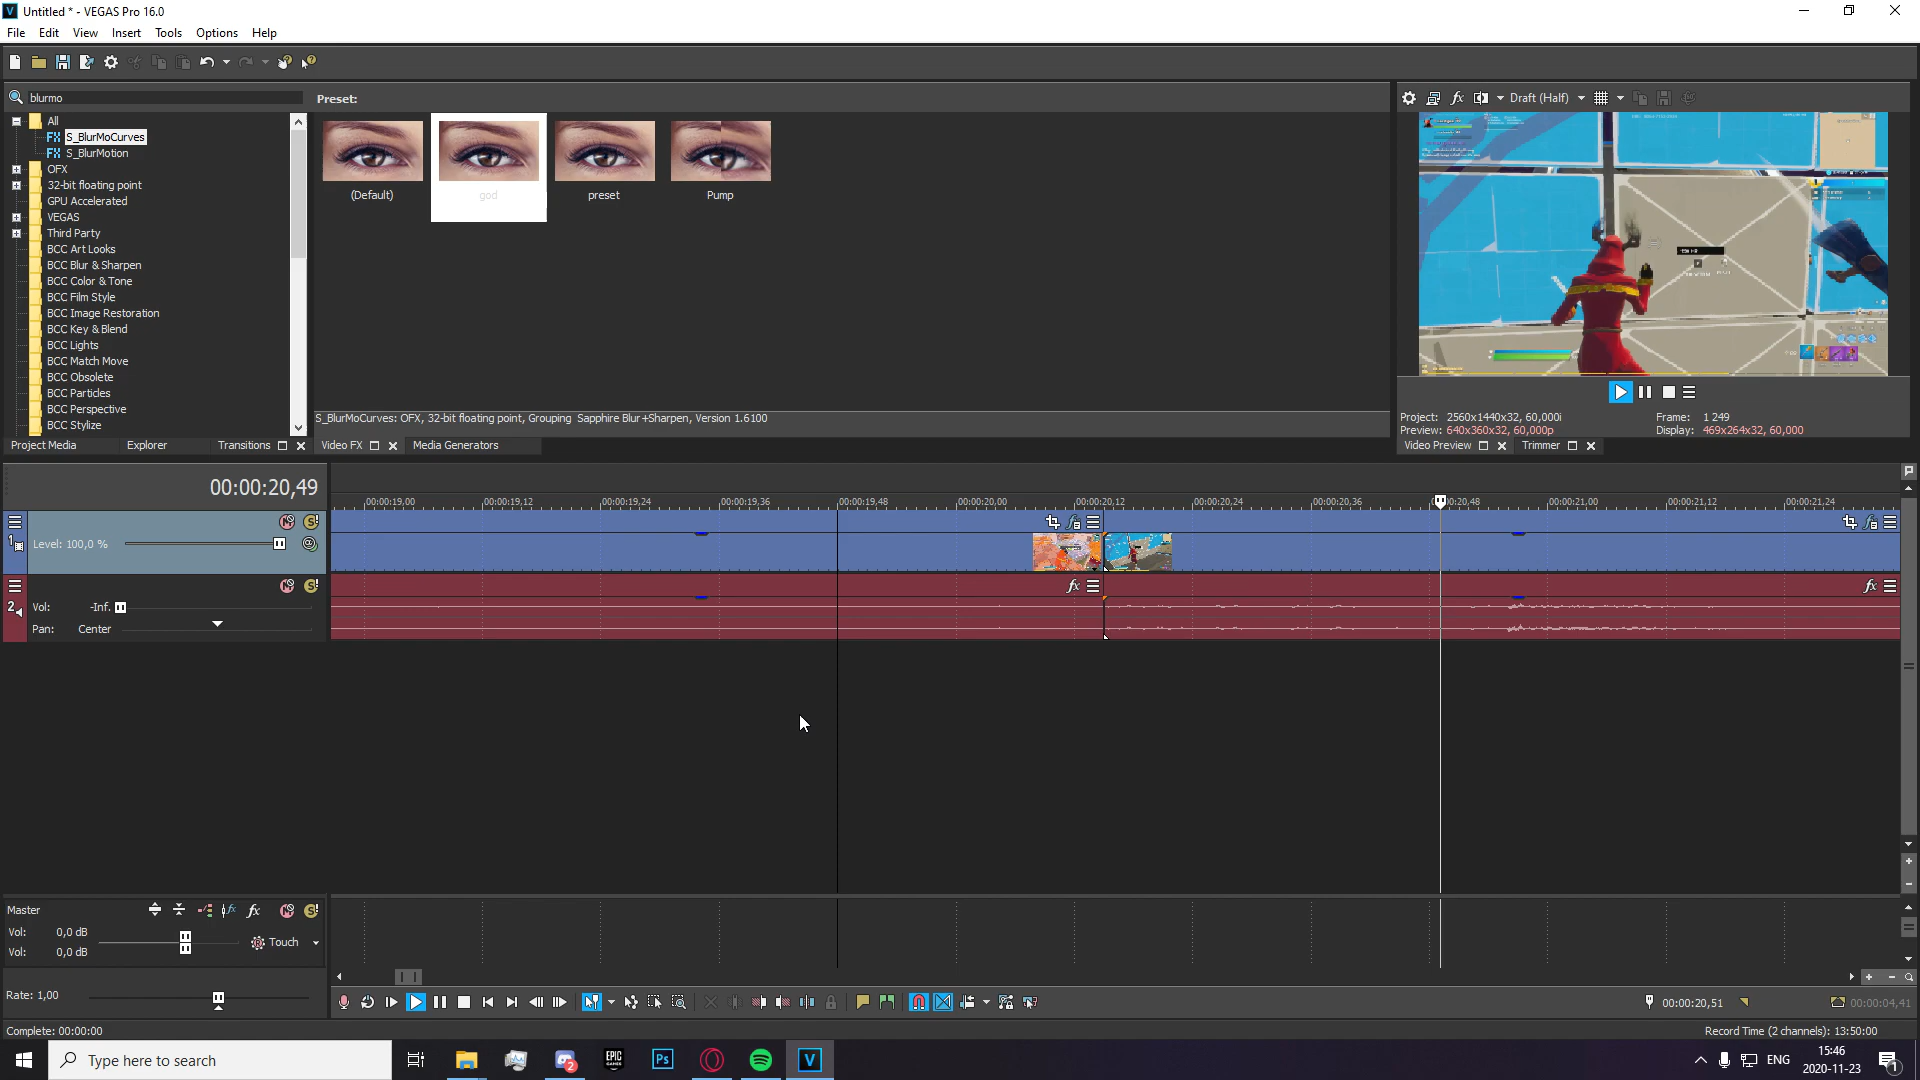 Untitled * - VEGAS Pro 16.0
File Edit View Insert Tools Options Help
blurmo
Preset:
All
S_BlurMoCurves
S_BlurMotion
OFX
32-bit floating point
GPU Accelerated
VEGAS
Third Party
BCC Art Looks
BCC Blur & Sharpen
BCC Color & Tone
BCC Film Style
BCC Image Restoration
BCC Key & Blend
BCC Lights
BCC Match Move
BCC Obsolete
BCC Particles
BCC Perspective
BCC Stylize
(Default) god preset Pump
S_BlurMoCurves: OFX, 32-bit floating point, Grouping Sapphire Blur+Sharpen, Version 1.6100
Project Media Explorer Transitions Video FX Media Generators
Draft (Half)
Project: 2560x1440x32, 60,000i Frame: 1 249
Preview: 640x360x32, 60,000p Display: 469x264x32, 60,000
Video Preview Trimmer
00:00:20,49
00:00:19,00 00:00:19,12 00:00:19,24 00:00:19,36 00:00:19,48 00:00:20,00 00:00:20,12 00:00:20,24 00:00:20,36 00:00:21,00 00:00:21,12 00:00:21,24
1
Level: 100,0 %
2
Vol: -Inf.
Pan: Center
Master
Vol: 0,0 dB
Vol: 0,0 dB
Touch
Rate: 1,00
00:00:20,51 00:00:04,41
Complete: 00:00:00 Record Time (2 channels): 13:50:00
Type here to search
EPIC GAMES
Ps
2
V
ENG
15:46
2020-11-23
1